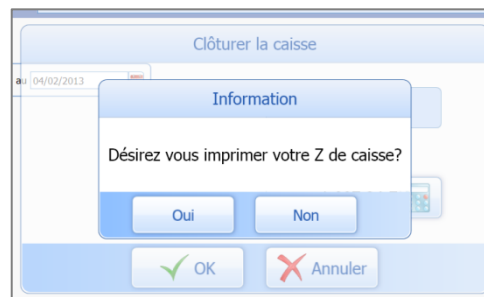 Clôturer la caisse
au 04/02/2013
Information
Désirez vous imprimer votre Z de caisse?
Oui Non
OK Annuler